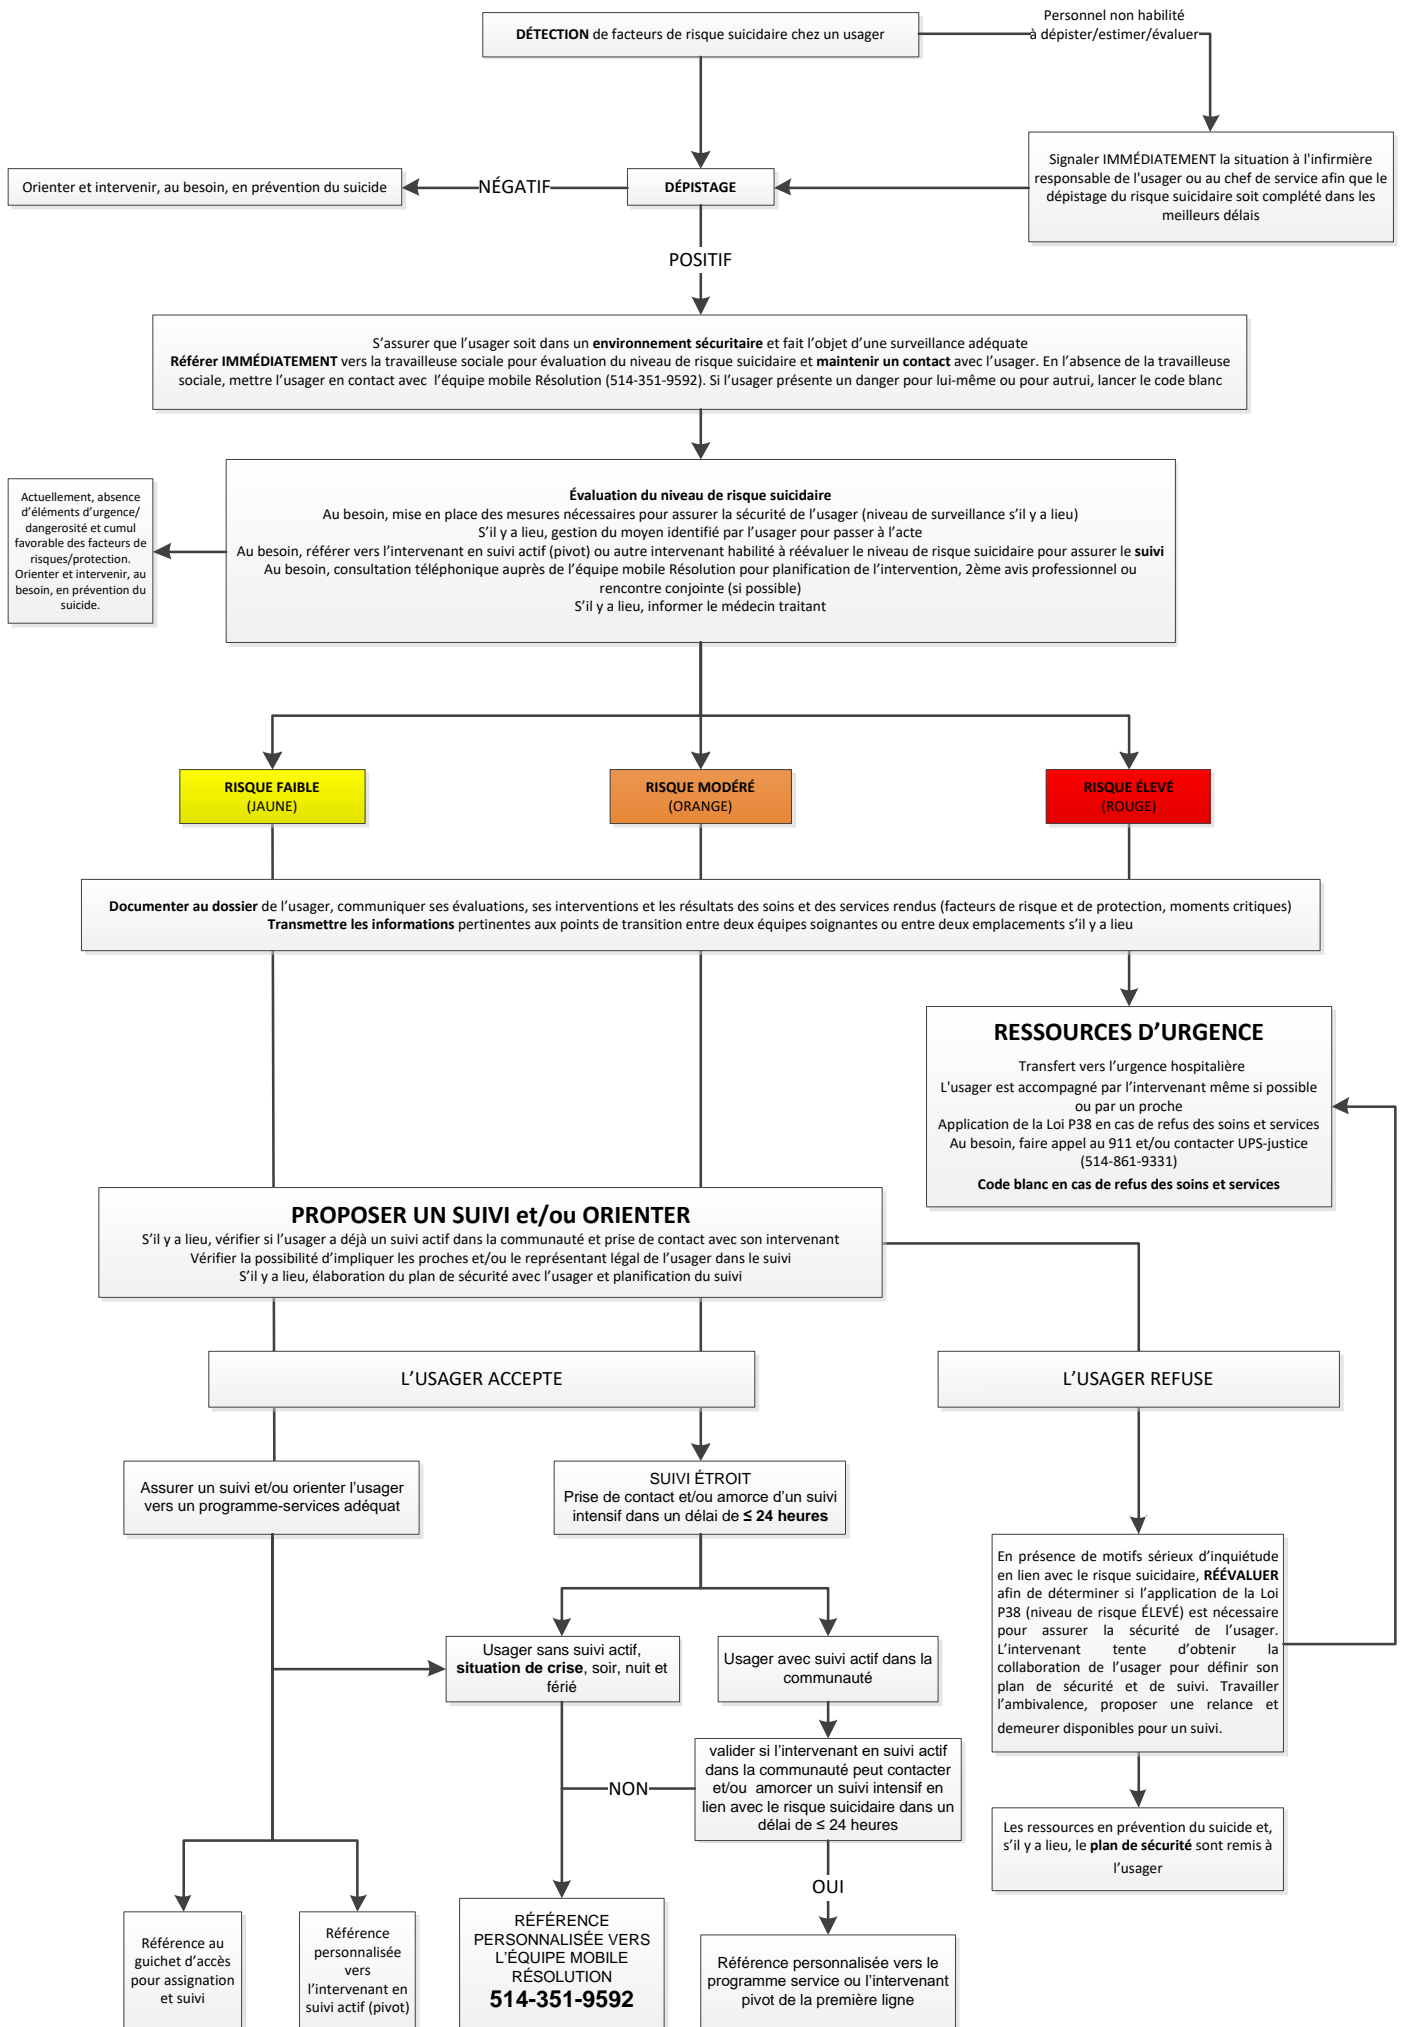 Personnel non habilité
à dépister/estimer/évaluer
DÉTECTION de facteurs de risque suicidaire chez un usager
Signaler IMMÉDIATEMENT la situation à l'infirmière
responsable de l'usager ou au chef de service afin que le
dépistage du risque suicidaire soit complété dans les
meilleurs délais
Orienter et intervenir, au besoin, en prévention du suicide
NÉGATIF
DÉPISTAGE
POSITIF
S’assurer que l’usager soit dans un environnement sécuritaire et fait l’objet d’une surveillance adéquate
Référer IMMÉDIATEMENT vers la travailleuse sociale pour évaluation du niveau de risque suicidaire et maintenir un contact avec l’usager. En l’absence de la travailleuse
sociale, mettre l’usager en contact avec l’équipe mobile Résolution (514-351-9592). Si l’usager présente un danger pour lui-même ou pour autrui, lancer le code blanc
Actuellement, absence
d’éléments d’urgence/
dangerosité et cumul
favorable des facteurs de
risques/protection.
Orienter et intervenir, au
besoin, en prévention du
suicide.
Évaluation du niveau de risque suicidaire
Au besoin, mise en place des mesures nécessaires pour assurer la sécurité de l’usager (niveau de surveillance s’il y a lieu)
S’il y a lieu, gestion du moyen identifié par l’usager pour passer à l’acte
Au besoin, référer vers l’intervenant en suivi actif (pivot) ou autre intervenant habilité à réévaluer le niveau de risque suicidaire pour assurer le suivi
Au besoin, consultation téléphonique auprès de l’équipe mobile Résolution pour planification de l’intervention, 2ème avis professionnel ou
rencontre conjointe (si possible)
S’il y a lieu, informer le médecin traitant
RISQUE FAIBLE
(JAUNE)
RISQUE MODÉRÉ
(ORANGE)
RISQUE ÉLEVÉ
(ROUGE)
Documenter au dossier de l’usager, communiquer ses évaluations, ses interventions et les résultats des soins et des services rendus (facteurs de risque et de protection, moments critiques)
Transmettre les informations pertinentes aux points de transition entre deux équipes soignantes ou entre deux emplacements s’il y a lieu
RESSOURCES D’URGENCE
Transfert vers l’urgence hospitalière
L'usager est accompagné par l’intervenant même si possible
ou par un proche
Application de la Loi P38 en cas de refus des soins et services
Au besoin, faire appel au 911 et/ou contacter UPS-justice
(514-861-9331)
Code blanc en cas de refus des soins et services
PROPOSER UN SUIVI et/ou ORIENTER
S’il y a lieu, vérifier si l’usager a déjà un suivi actif dans la communauté et prise de contact avec son intervenant
Vérifier la possibilité d’impliquer les proches et/ou le représentant légal de l’usager dans le suivi
S’il y a lieu, élaboration du plan de sécurité avec l’usager et planification du suivi
L’USAGER ACCEPTE
L’USAGER REFUSE
Assurer un suivi et/ou orienter l’usager
vers un programme-services adéquat
SUIVI ÉTROIT
Prise de contact et/ou amorce d’un suivi
intensif dans un délai de ≤ 24 heures
En présence de motifs sérieux d’inquiétude
en lien avec le risque suicidaire, RÉÉVALUER
afin de déterminer si l’application de la Loi
P38 (niveau de risque ÉLEVÉ) est nécessaire
pour assurer la sécurité de l’usager.
L’intervenant tente d’obtenir la
collaboration de l’usager pour définir son
plan de sécurité et de suivi. Travailler
l’ambivalence, proposer une relance et
demeurer disponibles pour un suivi.
Usager sans suivi actif,
situation de crise, soir, nuit et
férié
Usager avec suivi actif dans la
communauté
valider si l’intervenant en suivi actif
dans la communauté peut contacter
et/ou amorcer un suivi intensif en
lien avec le risque suicidaire dans un
délai de ≤ 24 heures
NON
OUI
Les ressources en prévention du suicide et,
s’il y a lieu, le plan de sécurité sont remis à
l’usager
Référence au
guichet d’accès
pour assignation
et suivi
Référence
personnalisée
vers
l’intervenant en
suivi actif (pivot)
RÉFÉRENCE
PERSONNALISÉE VERS
L’ÉQUIPE MOBILE
RÉSOLUTION
514-351-9592
Référence personnalisée vers le
programme service ou l’intervenant
pivot de la première ligne